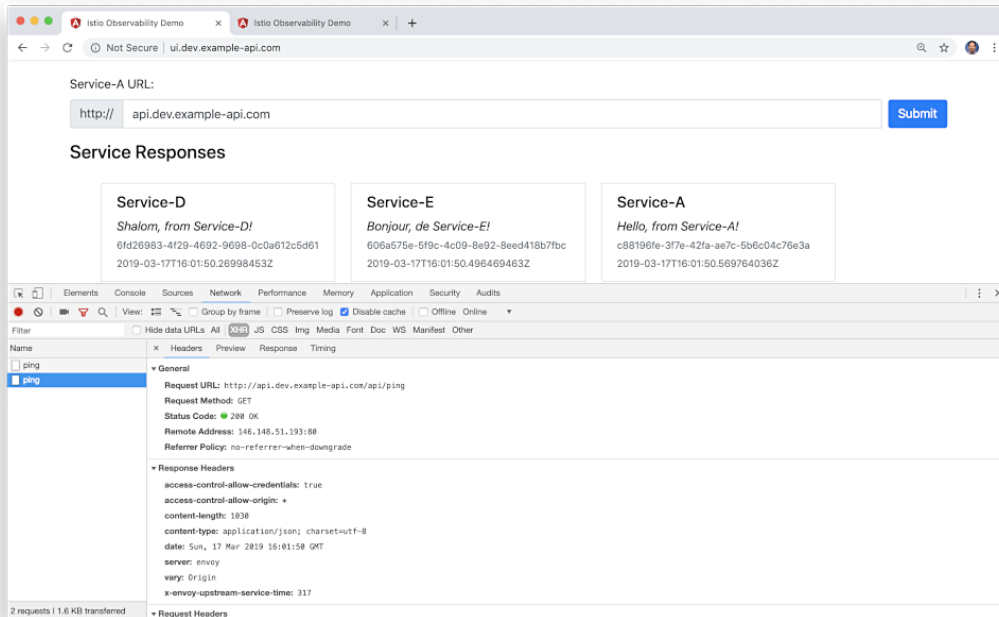 Istio Observability Demo
Istio Observability Demo
Not Secure | ui.dev.example-api.com
Service-A URL:
http:// api.dev.example-api.com Submit
Service Responses
Service-D
Shalom, from Service-D!
6fd26983-4f29-4692-9698-0c0a612c5d61
2019-03-17T16:01:50.26998453Z
Service-E
Bonjour, de Service-E!
606a575e-5f9c-4c09-8e92-8eed418b7fbc
2019-03-17T16:01:50.496469463Z
Service-A
Hello, from Service-A!
c88196fe-3f7e-42fa-ae7c-5b6c04c76e3a
2019-03-17T16:01:50.569764036Z
Elements Console Sources Network Performance Memory Application Security Audits
View: Group by frame Preserve log Disable cache Offline Online
Filter Hide data URLs All XHR JS CSS Img Media Font Doc WS Manifest Other
Name
ping
ping
2 requests | 1.6 KB transferred
Headers Preview Response Timing
General
Request URL: http://api.dev.example-api.com/api/ping
Request Method: GET
Status Code: 200 OK
Remote Address: 146.148.51.193:80
Referrer Policy: no-referrer-when-downgrade
Response Headers
access-control-allow-credentials: true
access-control-allow-origin: *
content-length: 1030
content-type: application/json; charset=utf-8
date: Sun, 17 Mar 2019 16:01:50 GMT
server: envoy
vary: Origin
x-envoy-upstream-service-time: 317
Request Headers